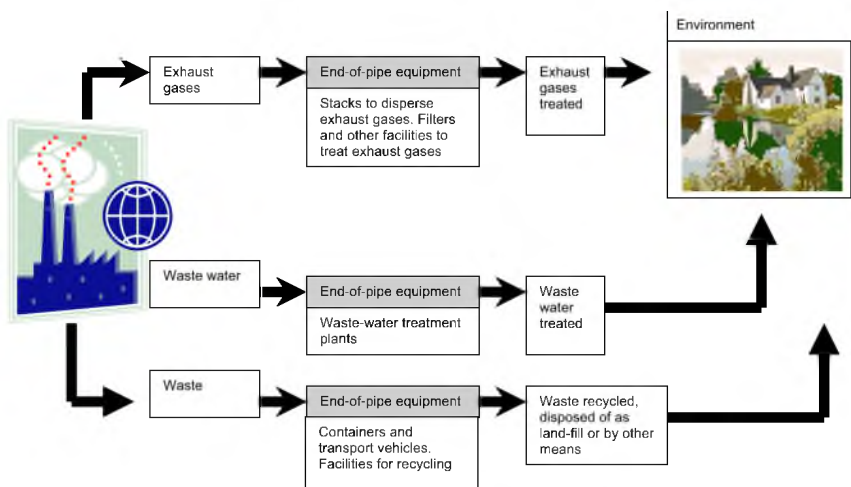 Environment
Exhaust
gases
End-of-pipe equipment
Stacks to disperse
exhaust gases. Filters
and other facilities to
treat exhaust gases
Exhaust
gases
treated
Waste water
End-of-pipe equipment
Waste-water treatment
plants
Waste
water
treated
Waste
End-of-pipe equipment
Containers and
transport vehicles.
Facilities for recycling
Waste recycled,
disposed of as
land-fill or by other
means